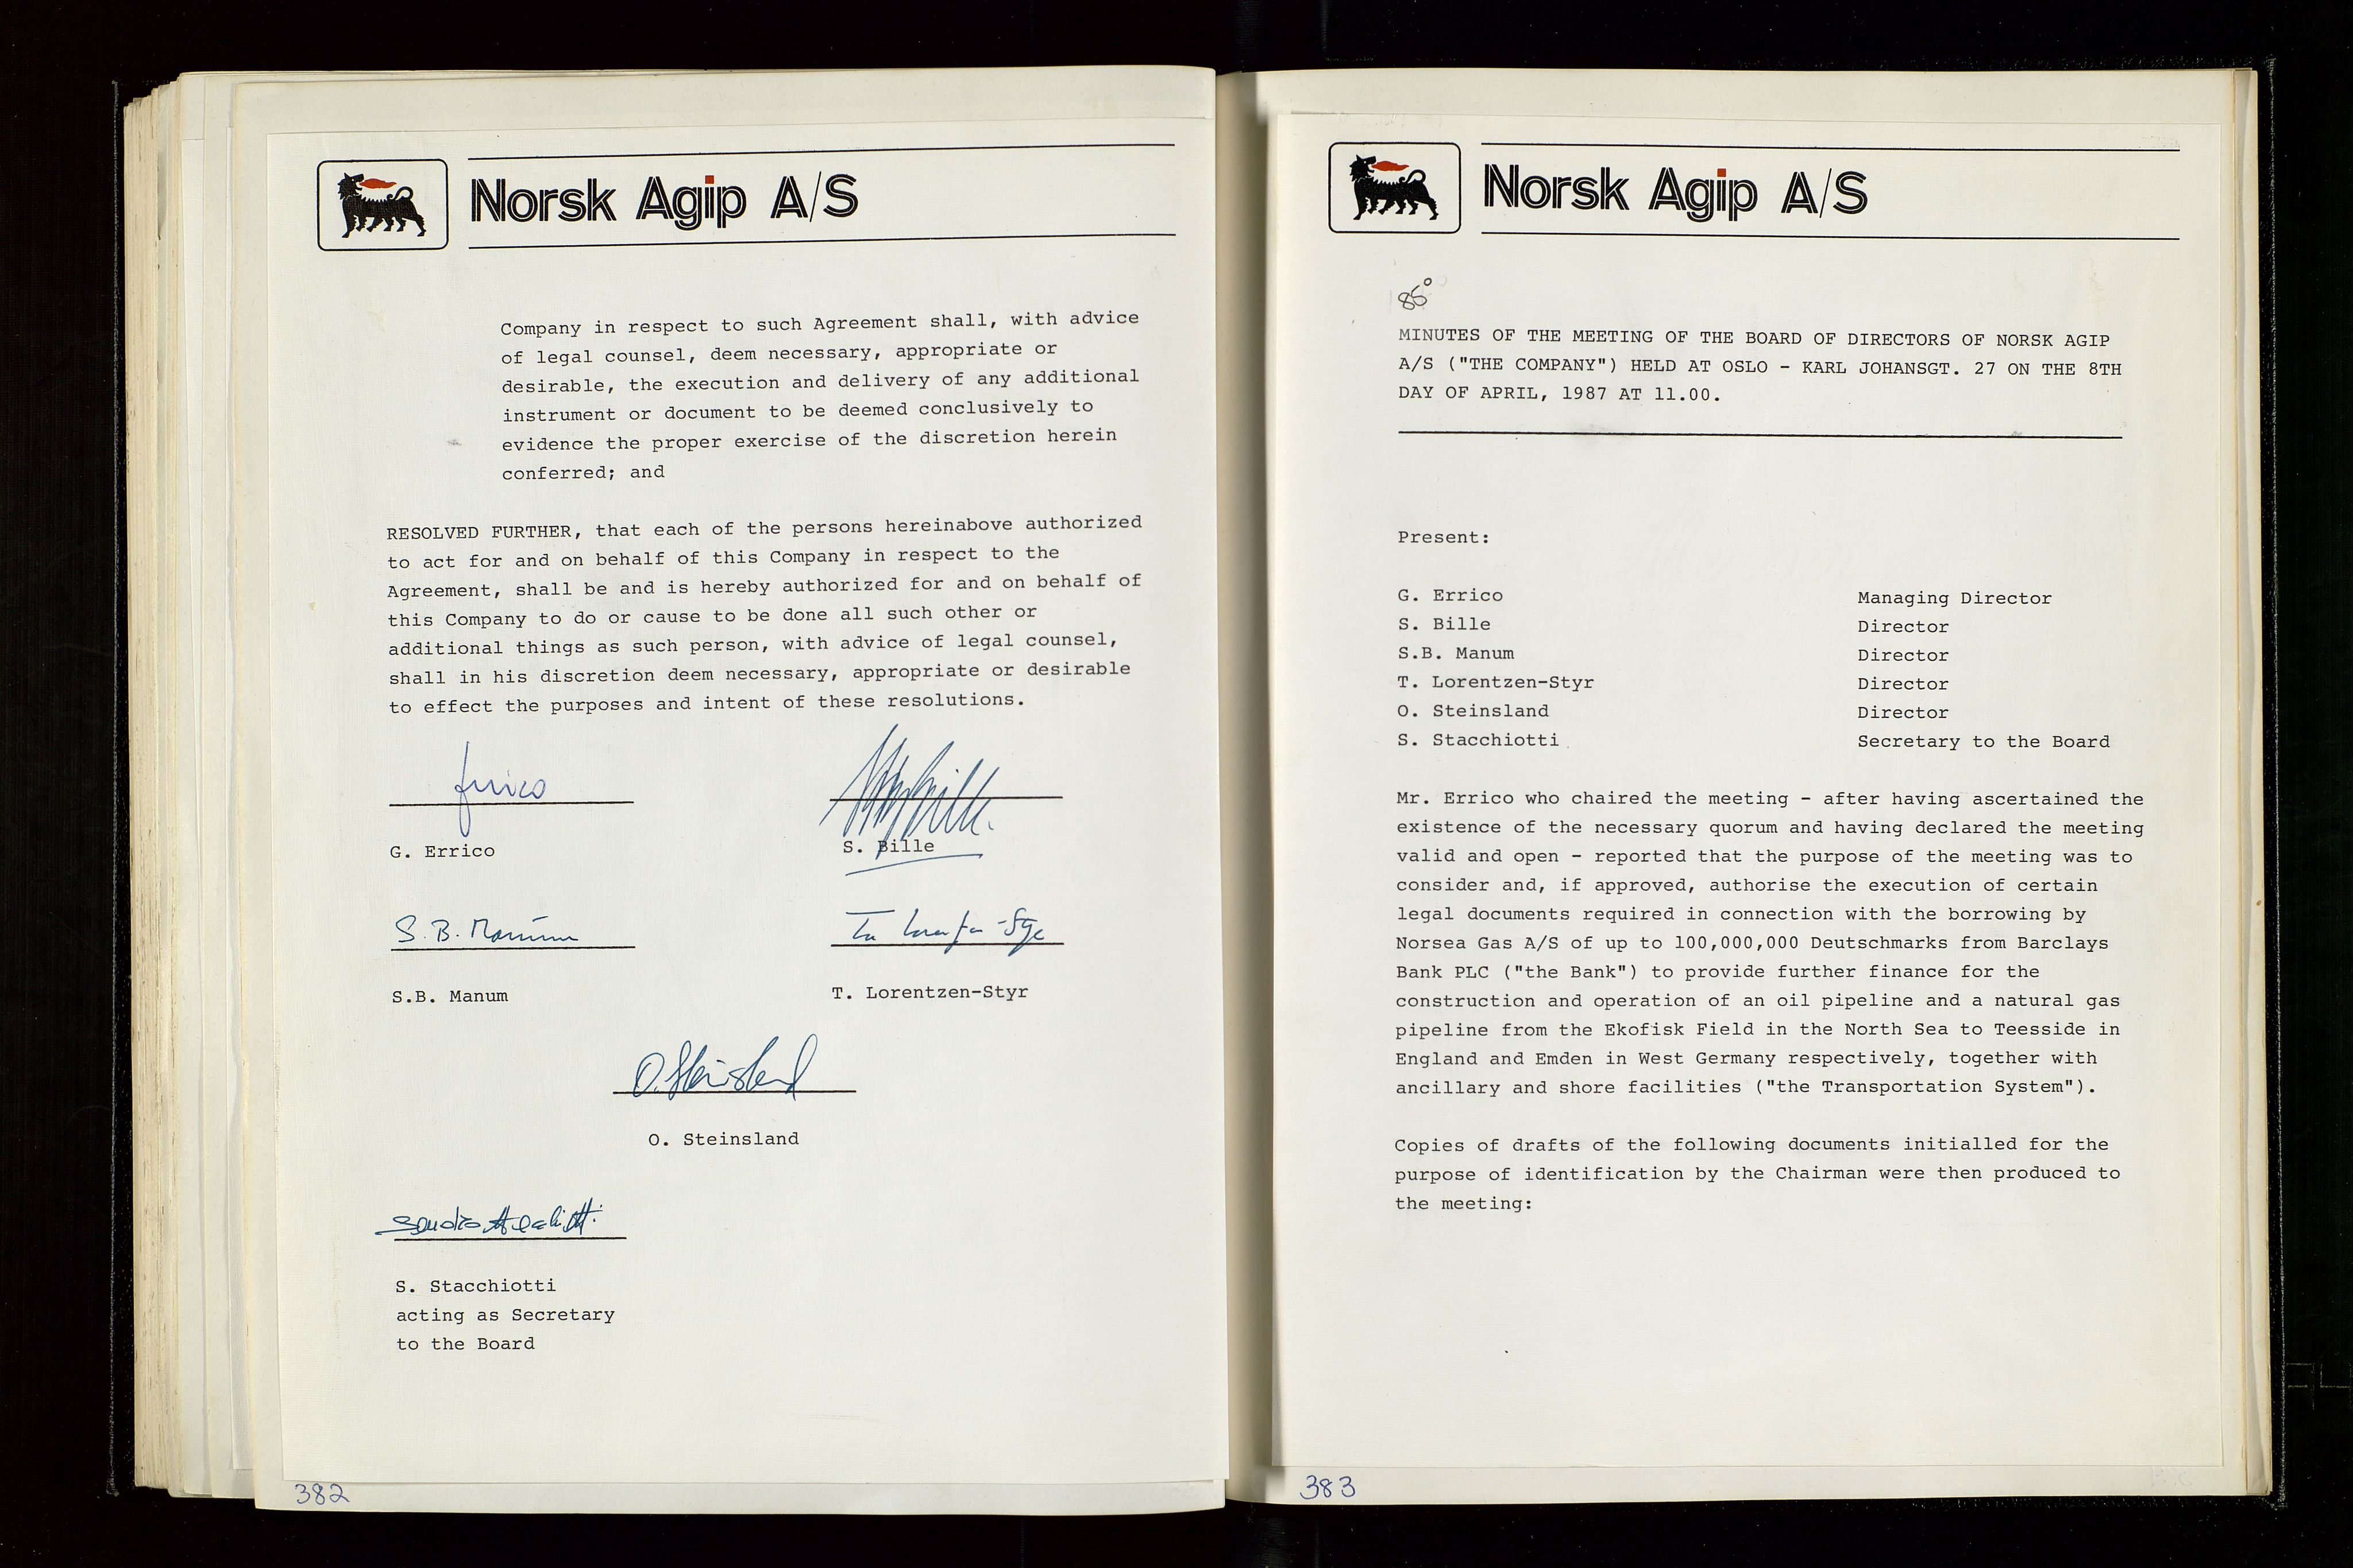 Norsk Agip A/S
Company in respect to such Agreement shall, with advice
of legal counsel, deem necessary, appropriate or
desirable, the execution and delivery of any additional
instrument or document to be deemed conclusively to
evidence the proper exercise of the discretion herein
conferred; and
RESOLVED FURTHER, that each of the persons hereinabove authorized
to act for and on behalf of this Company in respect to the
Agreement, shall be and is hereby authorized for and on behalf of
this Company to do or cause to be done all such other or
additional things as such person, with advice of legal counsel,
shall in his discretion deem necessary, appropriate or desirable
to effect the purposes and intent of these resolutions.
G. Errico
S. Bille
S.B. Manum
S.B. Manum
T. Lorentzen-Styr
O. Steinsland
O. Steinsland
S. Stacchiotti
acting as Secretary
to the Board
382
Norsk Agip A/S
86°
MINUTES OF THE MEETING OF THE BOARD OF DIRECTORS OF NORSK AGIP
A/S ("THE COMPANY") HELD AT OSLO - KARL JOHANSGT. 27 ON THE 8TH
DAY OF APRIL, 1987 AT 11.00.
Present:
G. Errico Managing Director
S. Bille Director
S.B. Manum Director
T. Lorentzen-Styr Director
O. Steinsland Director
S. Stacchiotti Secretary to the Board
Mr. Errico who chaired the meeting - after having ascertained the
existence of the necessary quorum and having declared the meeting
valid and open - reported that the purpose of the meeting was to
consider and, if approved, authorise the execution of certain
legal documents required in connection with the borrowing by
Norsea Gas A/S of up to 100,000,000 Deutschmarks from Barclays
Bank PLC ("the Bank") to provide further finance for the
construction and operation of an oil pipeline and a natural gas
pipeline from the Ekofisk Field in the North Sea to Teesside in
England and Emden in West Germany respectively, together with
ancillary and shore facilities ("the Transportation System").
Copies of drafts of the following documents initialled for the
purpose of identification by the Chairman were then produced to
the meeting:
383